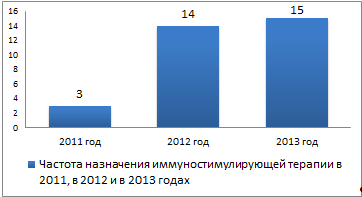 16
14
12
10
8
6
4
2
0
3
14
15
2011 год
2012 год
2013 год
Частота назначения иммуностимулирующей терапии в
2011, в 2012 и в 2013 годах